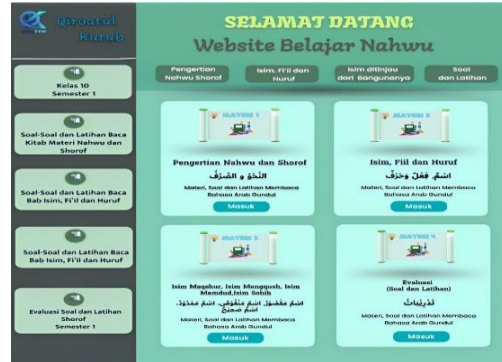 Qiroatul
Kutub
Kelas 10
Semester 1
Soal-Soal dan Latihan Baca
Kitab Materi Nahwu dan
Shorof
Soal-Soal dan Latihan Baca
Bab Isim, Fi'il dan Huruf
Soal-Soal dan Latihan Baca
Bab Isim, Fi'il dan Huruf
Evaluasi Soal dan Latihan
Shorof
Semester 1
SELAMAT DATANG
Website Belajar Nahwu
Pengertian
Nahwu Shorof
Isim, Fi'il dan
Huruf
Isim ditinjau
dari Bangunanya
Soal
dan Latihan
MATERI 1
Pengertian Nahwu dan Shorof
النَّحْوُ و الصَّرْفُ
Materi, Soal dan Latihan Membaca
Bahasa Arab Gundul
Masuk
MATERI 2
Isim, Fiil dan Huruf
اسْمٌ, فِعْلٌ وَحَرْفٌ
Materi, Soal dan Latihan Membaca
Bahasa Arab Gundul
Masuk
MATERI 3
Isim Maqshur, Isim Mengqush, Isim
Mamdud,Isim Sohih
اسْمٌ مَقْصُوْرٌ, اسْمٌ مَنْقُوْصٌ, اسْمٌ مَمْدُوْدٌ,
اسْمٌ صَحِيْحٌ
Materi, Soal dan Latihan Membaca
Bahasa Arab Gundul
Masuk
MATERI 4
Evaluasi
(Soal dan Latihan)
تَدْرِيْبَاتٌ
Materi, Soal dan Latihan Membaca
Bahasa Arab Gundul
Masuk